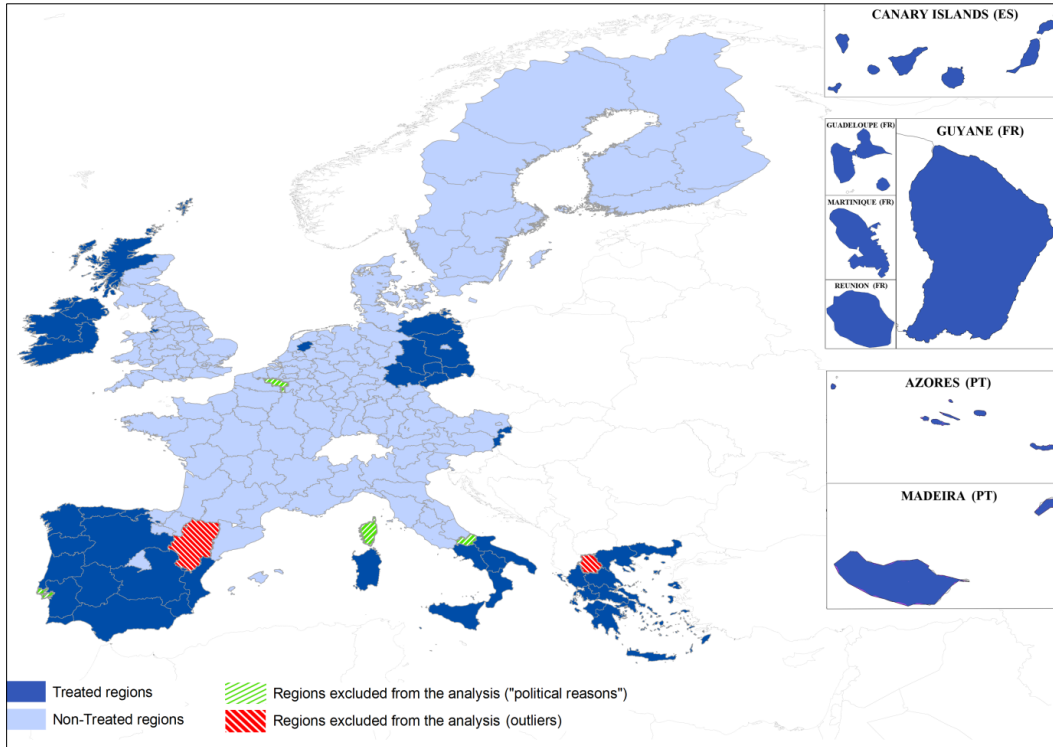 CANARY ISLANDS (ES)
GUADELOUPE (FR)
GUYANE (FR)
MARTINIQUE (FR)
REUNION (FR)
AZORES (PT)
MADEIRA (PT)
Treated regions
Non-Treated regions
Regions excluded from the analysis ("political reasons")
Regions excluded from the analysis (outliers)